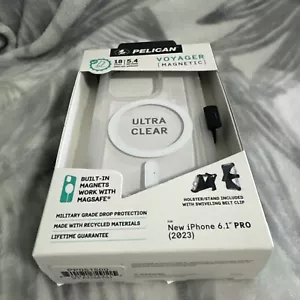 PELICAN
18 5.4
VOYAGER
[MAGNETIC]
ULTRA
CLEAR
BUILT-IN
MAGNETS
WORK WITH
MAGSAFE®
MILITARY GRADE DROP PROTECTION
MADE WITH RECYCLED MATERIALS
LIFETIME GUARANTEE
HOLSTER/STAND INCLUDED
WITH SWIVELING BELT CLIP
FOR
New iPhone 6.1" PRO
(2023)